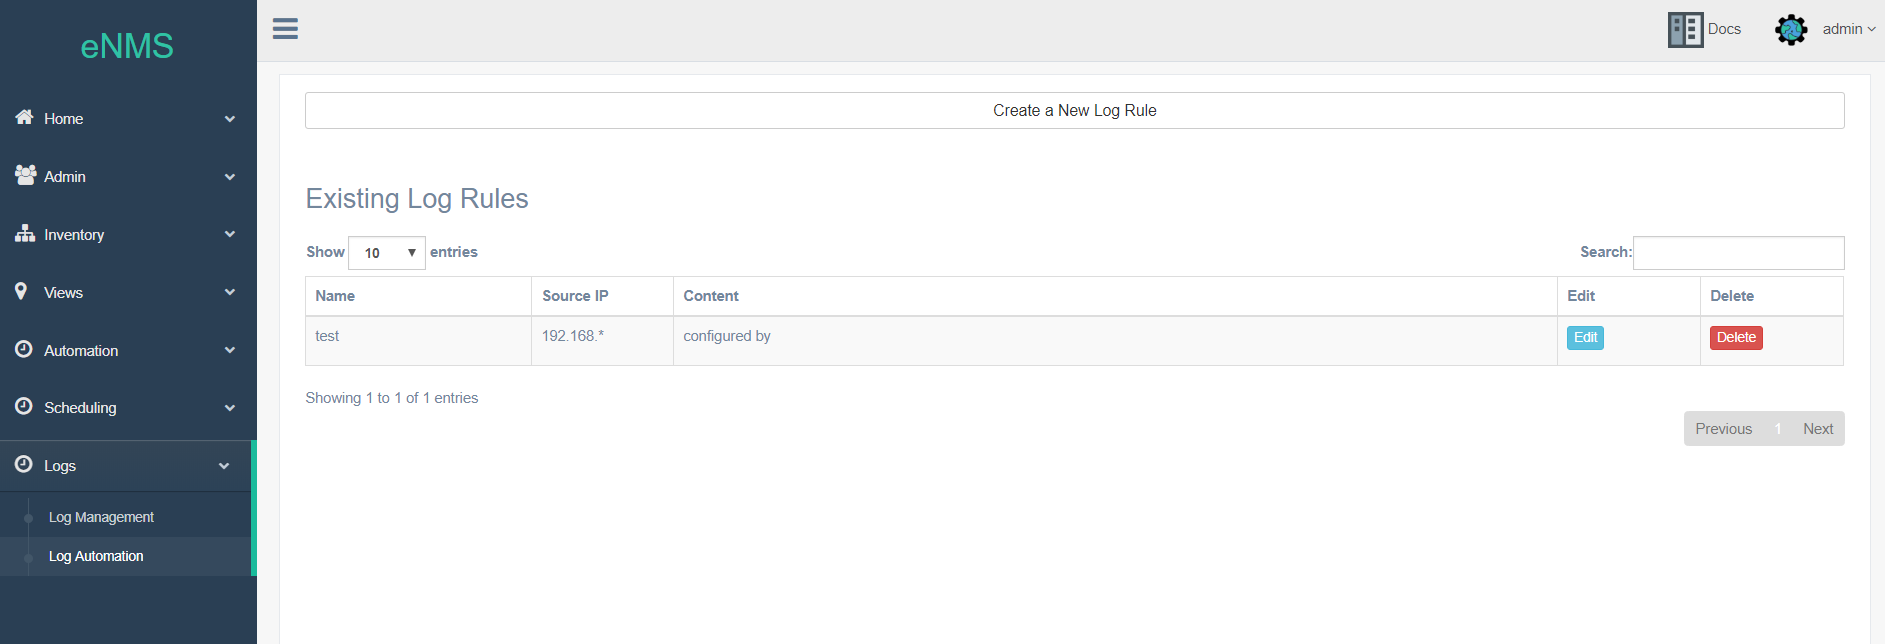 eNMS
Docs
admin
Home
Admin
Inventory
Views
Automation
Scheduling
Logs
Log Management
Log Automation
Create a New Log Rule
Existing Log Rules
Show 10 entries
Search:
Name Source IP Content Edit Delete
test 192.168.* configured by Edit Delete
Showing 1 to 1 of 1 entries
Previous 1 Next